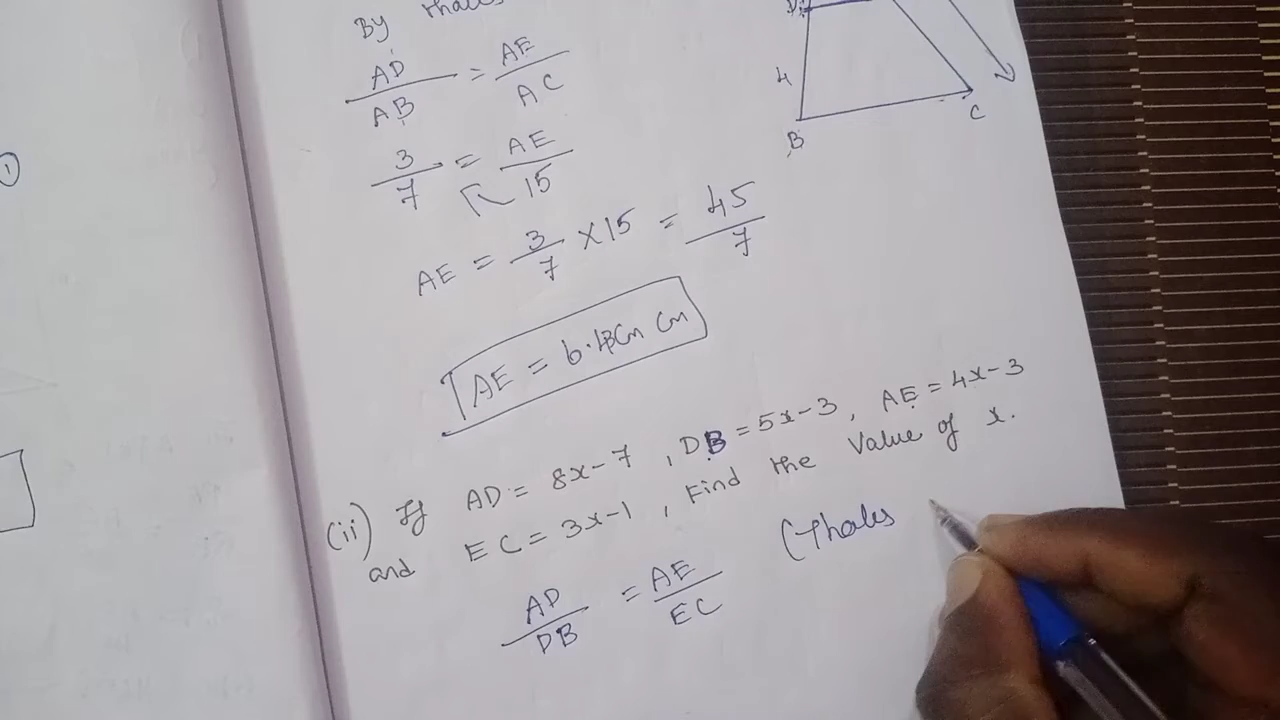 By Thales
AD/AB = AE/AC
3/7 = AE/15
AE = 3/7 × 15 = 45/7
AE = 6.43cm cm
(ii) If AD = 8x-7, DB = 5x-3, AE = 4x-3
and EC = 3x-1, Find the Value of x.
AD/DB = AE/EC (Thales
4
B
C
1